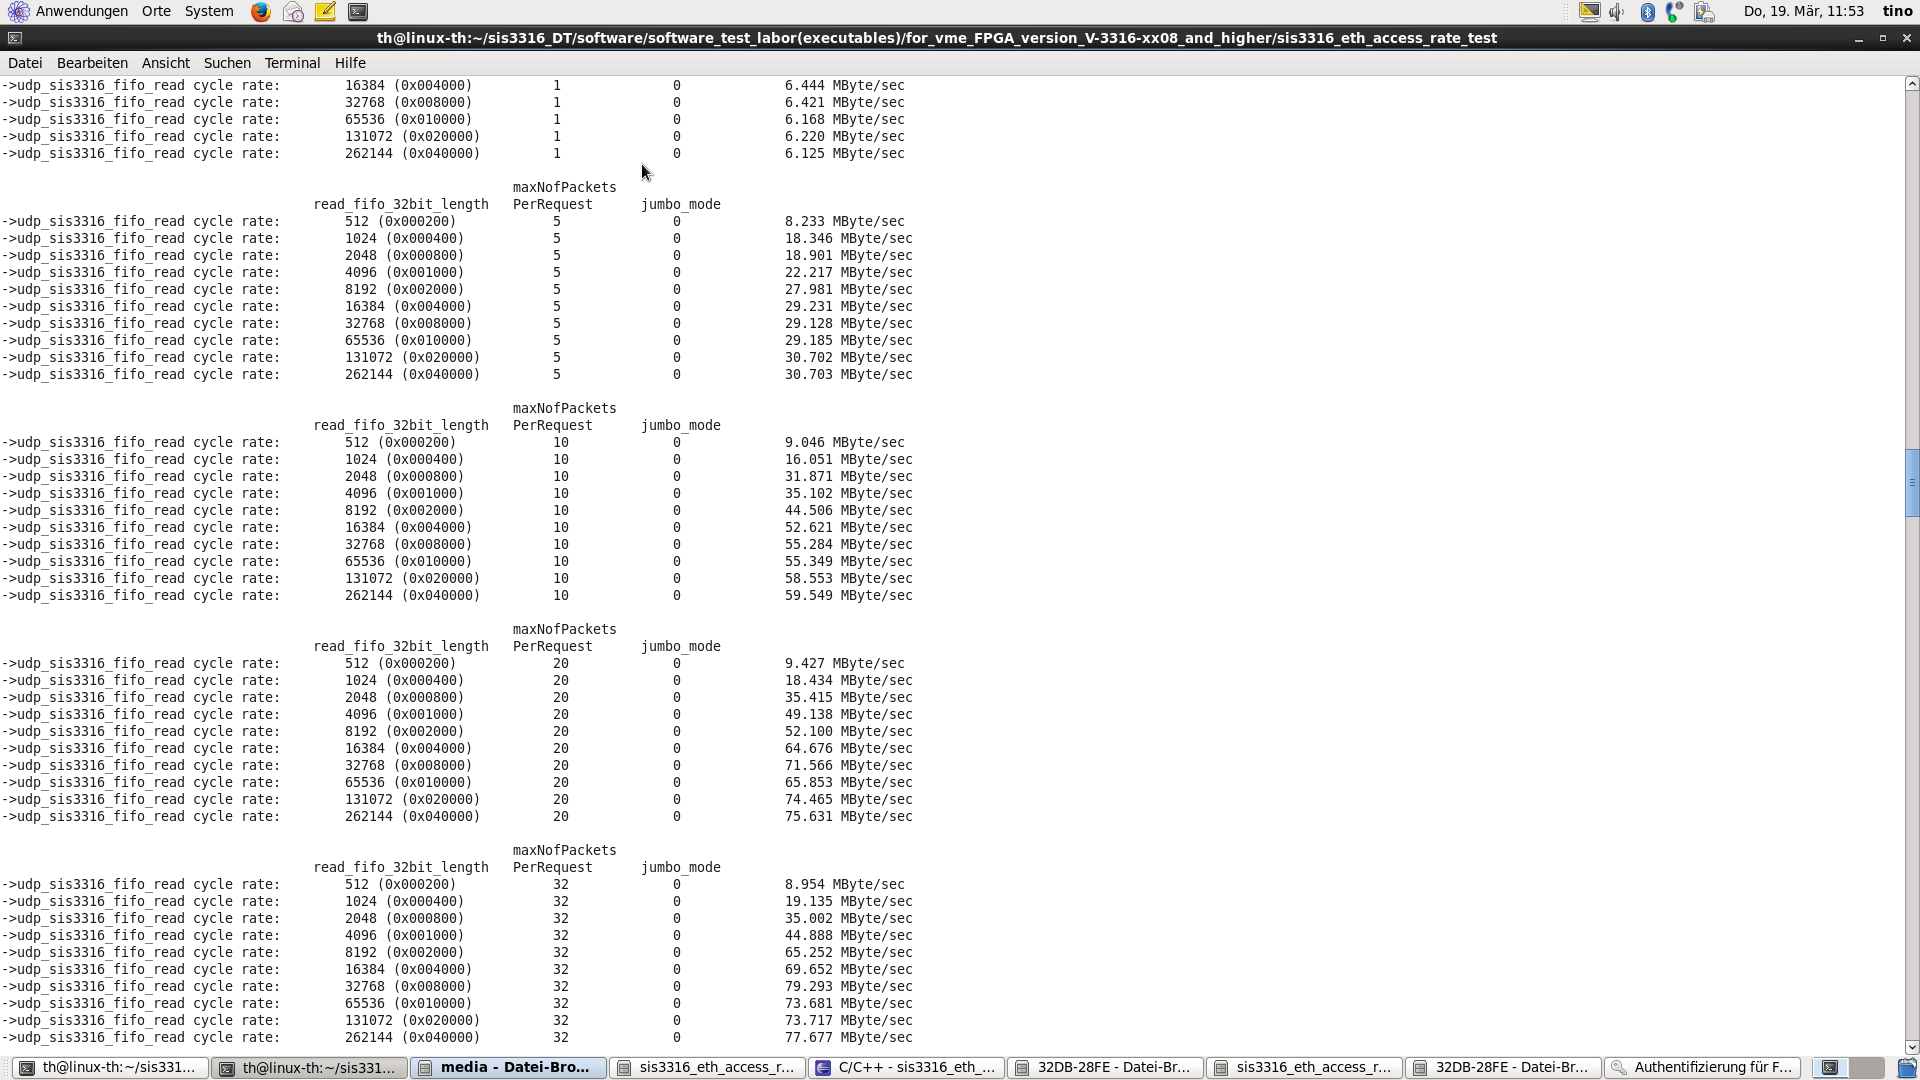 Anwendungen Orte System Do, 19. Mär, 11:53 tino
th@linux-th:~/sis3316_DT/software/software_test_labor(executables)/for_vme_FPGA_version_V-3316-xx08_and_higher/sis3316_eth_access_rate_test
Datei Bearbeiten Ansicht Suchen Terminal Hilfe
->udp_sis3316_fifo_read cycle rate: 16384 (0x004000) 1 0 6.444 MByte/sec
->udp_sis3316_fifo_read cycle rate: 32768 (0x008000) 1 0 6.421 MByte/sec
->udp_sis3316_fifo_read cycle rate: 65536 (0x010000) 1 0 6.168 MByte/sec
->udp_sis3316_fifo_read cycle rate: 131072 (0x020000) 1 0 6.220 MByte/sec
->udp_sis3316_fifo_read cycle rate: 262144 (0x040000) 1 0 6.125 MByte/sec
maxNofPackets
read_fifo_32bit_length PerRequest jumbo_mode
->udp_sis3316_fifo_read cycle rate: 512 (0x000200) 5 0 8.233 MByte/sec
->udp_sis3316_fifo_read cycle rate: 1024 (0x000400) 5 0 18.346 MByte/sec
->udp_sis3316_fifo_read cycle rate: 2048 (0x000800) 5 0 18.901 MByte/sec
->udp_sis3316_fifo_read cycle rate: 4096 (0x001000) 5 0 22.217 MByte/sec
->udp_sis3316_fifo_read cycle rate: 8192 (0x002000) 5 0 27.981 MByte/sec
->udp_sis3316_fifo_read cycle rate: 16384 (0x004000) 5 0 29.231 MByte/sec
->udp_sis3316_fifo_read cycle rate: 32768 (0x008000) 5 0 29.128 MByte/sec
->udp_sis3316_fifo_read cycle rate: 65536 (0x010000) 5 0 29.185 MByte/sec
->udp_sis3316_fifo_read cycle rate: 131072 (0x020000) 5 0 30.702 MByte/sec
->udp_sis3316_fifo_read cycle rate: 262144 (0x040000) 5 0 30.703 MByte/sec
maxNofPackets
read_fifo_32bit_length PerRequest jumbo_mode
->udp_sis3316_fifo_read cycle rate: 512 (0x000200) 10 0 9.046 MByte/sec
->udp_sis3316_fifo_read cycle rate: 1024 (0x000400) 10 0 16.051 MByte/sec
->udp_sis3316_fifo_read cycle rate: 2048 (0x000800) 10 0 31.871 MByte/sec
->udp_sis3316_fifo_read cycle rate: 4096 (0x001000) 10 0 35.102 MByte/sec
->udp_sis3316_fifo_read cycle rate: 8192 (0x002000) 10 0 44.506 MByte/sec
->udp_sis3316_fifo_read cycle rate: 16384 (0x004000) 10 0 52.621 MByte/sec
->udp_sis3316_fifo_read cycle rate: 32768 (0x008000) 10 0 55.284 MByte/sec
->udp_sis3316_fifo_read cycle rate: 65536 (0x010000) 10 0 55.349 MByte/sec
->udp_sis3316_fifo_read cycle rate: 131072 (0x020000) 10 0 58.553 MByte/sec
->udp_sis3316_fifo_read cycle rate: 262144 (0x040000) 10 0 59.549 MByte/sec
maxNofPackets
read_fifo_32bit_length PerRequest jumbo_mode
->udp_sis3316_fifo_read cycle rate: 512 (0x000200) 20 0 9.427 MByte/sec
->udp_sis3316_fifo_read cycle rate: 1024 (0x000400) 20 0 18.434 MByte/sec
->udp_sis3316_fifo_read cycle rate: 2048 (0x000800) 20 0 35.415 MByte/sec
->udp_sis3316_fifo_read cycle rate: 4096 (0x001000) 20 0 49.138 MByte/sec
->udp_sis3316_fifo_read cycle rate: 8192 (0x002000) 20 0 52.100 MByte/sec
->udp_sis3316_fifo_read cycle rate: 16384 (0x004000) 20 0 64.676 MByte/sec
->udp_sis3316_fifo_read cycle rate: 32768 (0x008000) 20 0 71.566 MByte/sec
->udp_sis3316_fifo_read cycle rate: 65536 (0x010000) 20 0 65.853 MByte/sec
->udp_sis3316_fifo_read cycle rate: 131072 (0x020000) 20 0 74.465 MByte/sec
->udp_sis3316_fifo_read cycle rate: 262144 (0x040000) 20 0 75.631 MByte/sec
maxNofPackets
read_fifo_32bit_length PerRequest jumbo_mode
->udp_sis3316_fifo_read cycle rate: 512 (0x000200) 32 0 8.954 MByte/sec
->udp_sis3316_fifo_read cycle rate: 1024 (0x000400) 32 0 19.135 MByte/sec
->udp_sis3316_fifo_read cycle rate: 2048 (0x000800) 32 0 35.002 MByte/sec
->udp_sis3316_fifo_read cycle rate: 4096 (0x001000) 32 0 44.888 MByte/sec
->udp_sis3316_fifo_read cycle rate: 8192 (0x002000) 32 0 65.252 MByte/sec
->udp_sis3316_fifo_read cycle rate: 16384 (0x004000) 32 0 69.652 MByte/sec
->udp_sis3316_fifo_read cycle rate: 32768 (0x008000) 32 0 79.293 MByte/sec
->udp_sis3316_fifo_read cycle rate: 65536 (0x010000) 32 0 73.681 MByte/sec
->udp_sis3316_fifo_read cycle rate: 131072 (0x020000) 32 0 73.717 MByte/sec
->udp_sis3316_fifo_read cycle rate: 262144 (0x040000) 32 0 77.677 MByte/sec
th@linux-th:~/sis331... th@linux-th:~/sis331... media - Datei-Bro... sis3316_eth_access_r... C/C++ - sis3316_eth_... 32DB-28FE - Datei-Br... sis3316_eth_access_r... 32DB-28FE - Datei-Br... Authentifizierung für F...